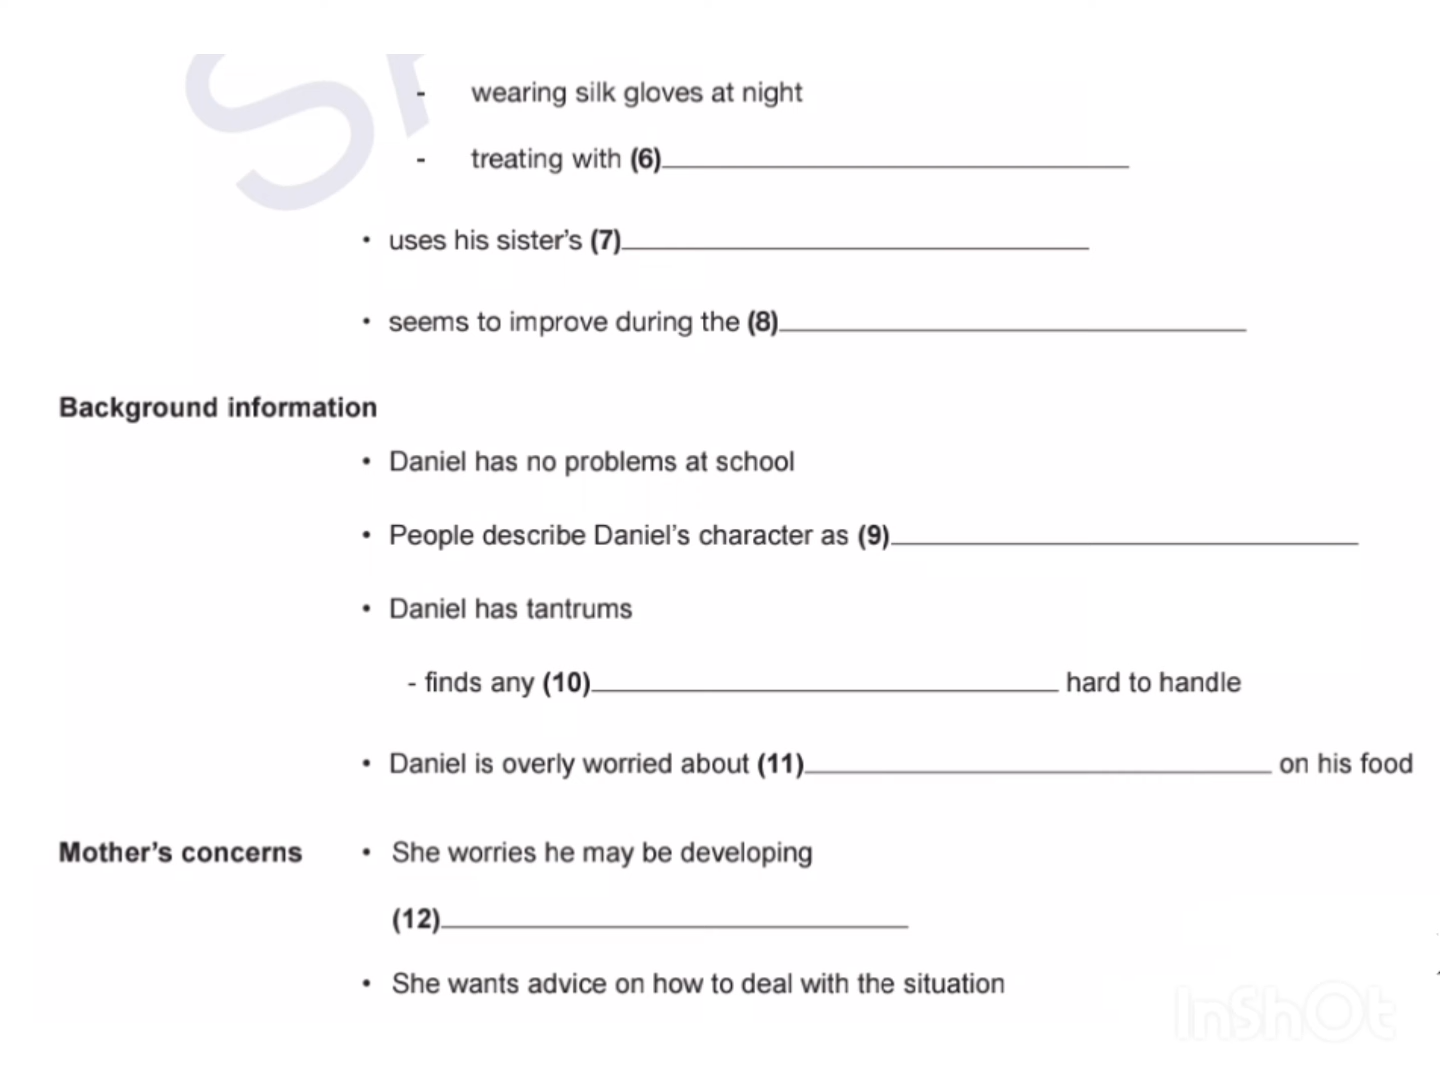 - wearing silk gloves at night
- treating with (6)
• uses his sister's (7)
• seems to improve during the (8)
Background information
• Daniel has no problems at school
• People describe Daniel's character as (9)
• Daniel has tantrums
- finds any (10) hard to handle
• Daniel is overly worried about (11) on his food
Mother's concerns • She worries he may be developing
(12)
• She wants advice on how to deal with the situation
InShOt